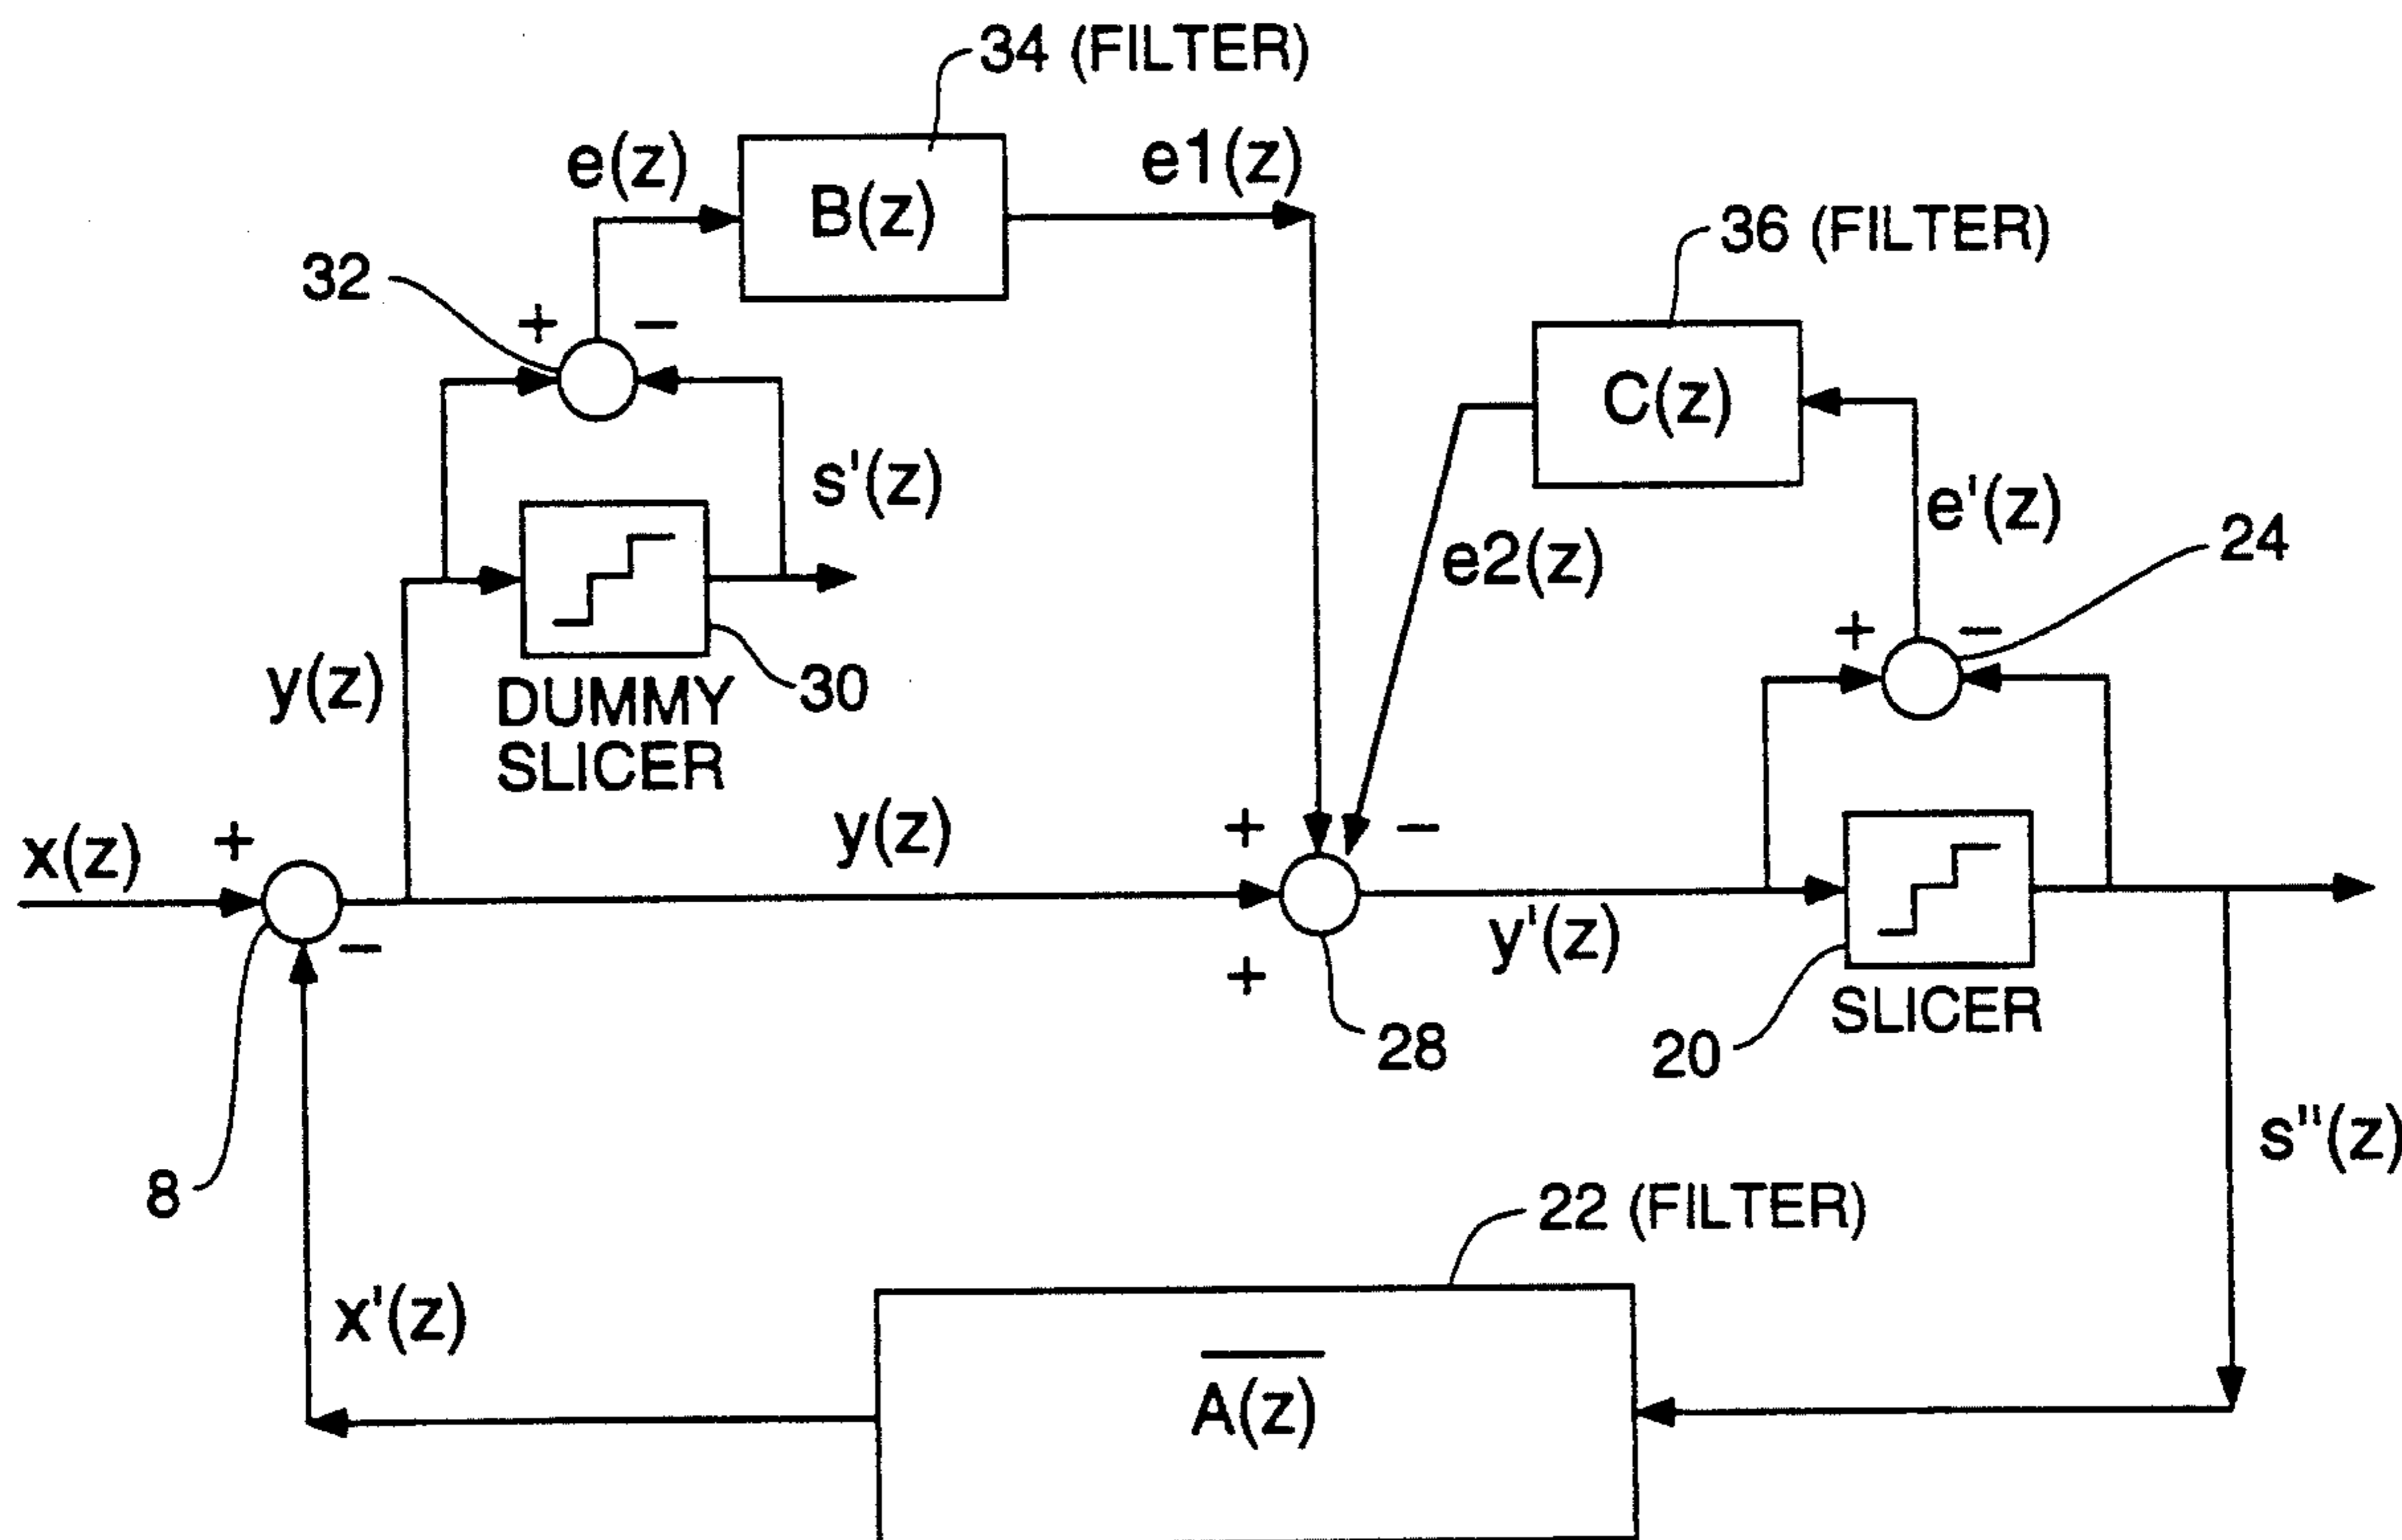 34 (FILTER)
e(z)
B(z)
e1(z)
36 (FILTER)
32
+
−
C(z)
s'(z)
e'(z)
24
e2(z)
+
−
y(z)
30
DUMMY
SLICER
x(z)
+
y(z)
+
−
−
y'(z)
+
28
20
SLICER
8
s"(z)
22 (FILTER)
x'(z)
A(z)